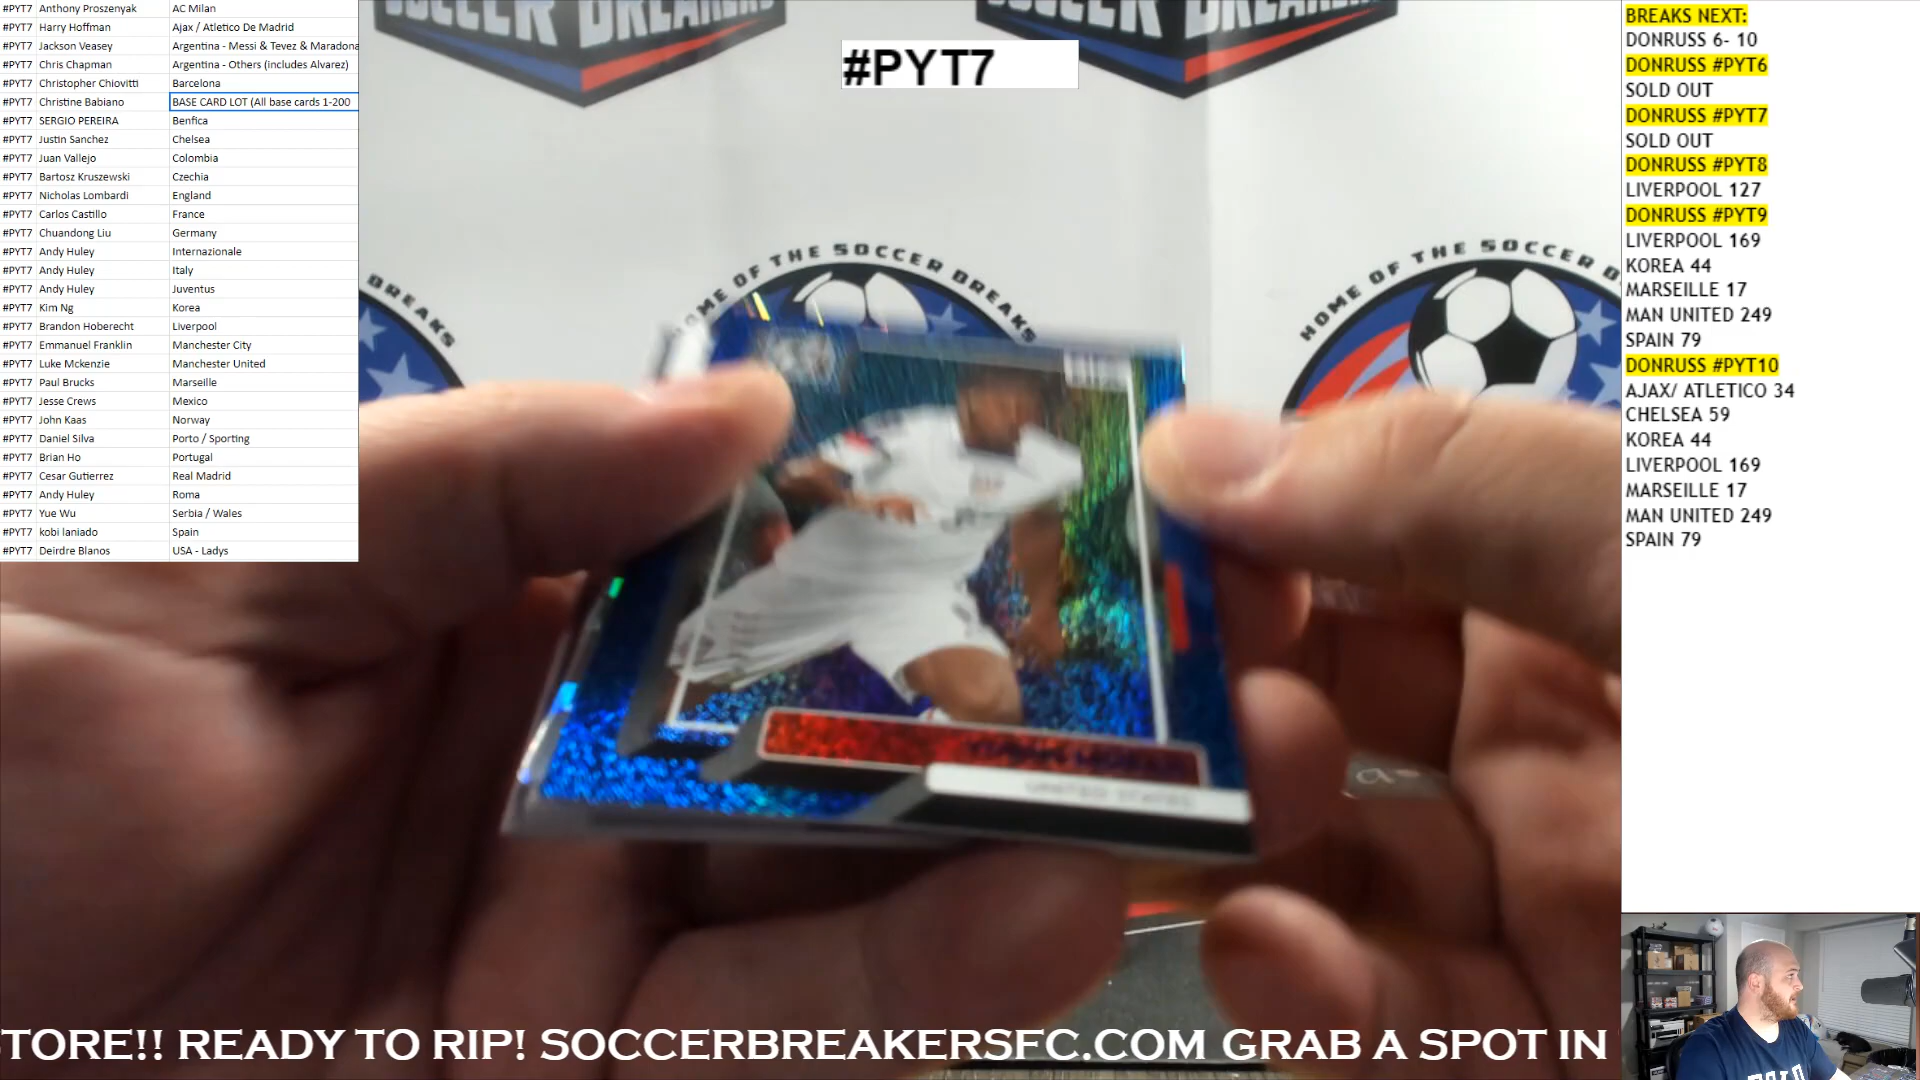 #PYT7 Anthony Proszenyak AC Milan
#PYT7 Harry Hoffman Ajax / Atletico De Madrid
#PYT7 Jackson Veasey Argentina - Messi & Tevez & Maradona
#PYT7 Chris Chapman Argentina - Others (includes Alvarez)
#PYT7 Christopher Chiovitti Barcelona
#PYT7 Christine Babiano BASE CARD LOT (All base cards 1-200
#PYT7 SERGIO PEREIRA Benfica
#PYT7 Justin Sanchez Chelsea
#PYT7 Juan Vallejo Colombia
#PYT7 Bartosz Kruszewski Czechia
#PYT7 Nicholas Lombardi England
#PYT7 Carlos Castillo France
#PYT7 Chuandong Liu Germany
#PYT7 Andy Huley Internazionale
#PYT7 Andy Huley Italy
#PYT7 Andy Huley Juventus
#PYT7 Kim Ng Korea
#PYT7 Brandon Hoberecht Liverpool
#PYT7 Emmanuel Franklin Manchester City
#PYT7 Luke Mckenzie Manchester United
#PYT7 Paul Brucks Marseille
#PYT7 Jesse Crews Mexico
#PYT7 John Kaas Norway
#PYT7 Daniel Silva Porto / Sporting
#PYT7 Brian Ho Portugal
#PYT7 Cesar Gutierrez Real Madrid
#PYT7 Andy Huley Roma
#PYT7 Yue Wu Serbia / Wales
#PYT7 kobi laniado Spain
#PYT7 Deirdre Blanos USA - Ladys
SOCCER BREAKERS
SOCCER BREAKERS
#PYT7
BREAKS
HOME OF THE SOCCER BREAKS
HOME OF THE SOCCER B
UNITED STATES
BREAKS NEXT:
DONRUSS 6- 10
DONRUSS #PYT6
SOLD OUT
DONRUSS #PYT7
SOLD OUT
DONRUSS #PYT8
LIVERPOOL 127
DONRUSS #PYT9
LIVERPOOL 169
KOREA 44
MARSEILLE 17
MAN UNITED 249
SPAIN 79
DONRUSS #PYT10
AJAX/ ATLETICO 34
CHELSEA 59
KOREA 44
LIVERPOOL 169
MARSEILLE 17
MAN UNITED 249
SPAIN 79
TORE!! READY TO RIP! SOCCERBREAKERSFC.COM GRAB A SPOT IN